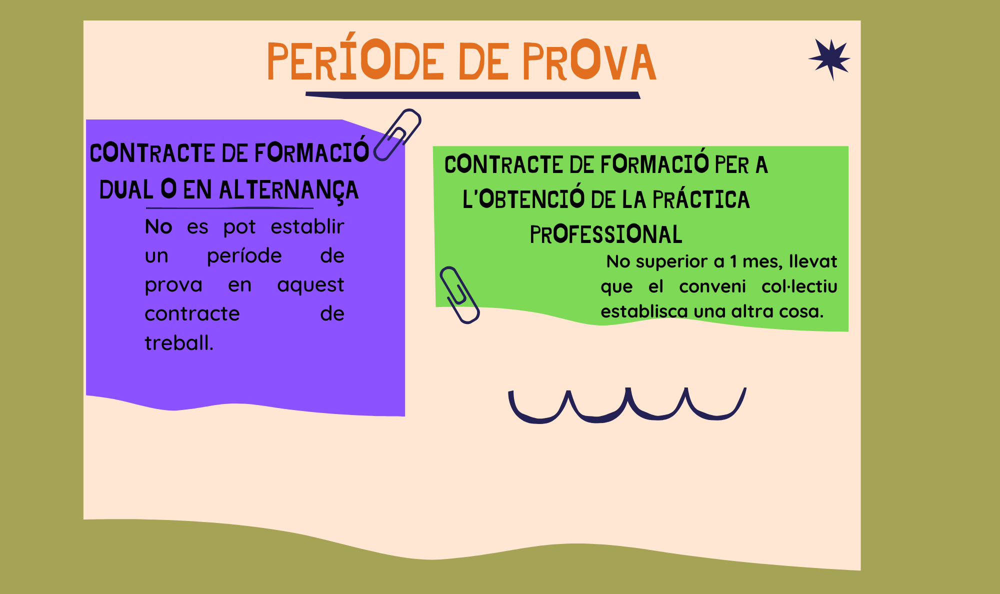 PERÍODE DE PROVA
CONTRACTE DE FORMACIÓ
DUAL O EN ALTERNANÇA
No es pot establir
un període de
prova en aquest
contracte de
treball.
CONTRACTE DE FORMACIÓ PER A
L'OBTENCIÓ DE LA PRÁCTICA
PROFESSIONAL
No superior a 1 mes, llevat
que el conveni col·lectiu
establisca una altra cosa.